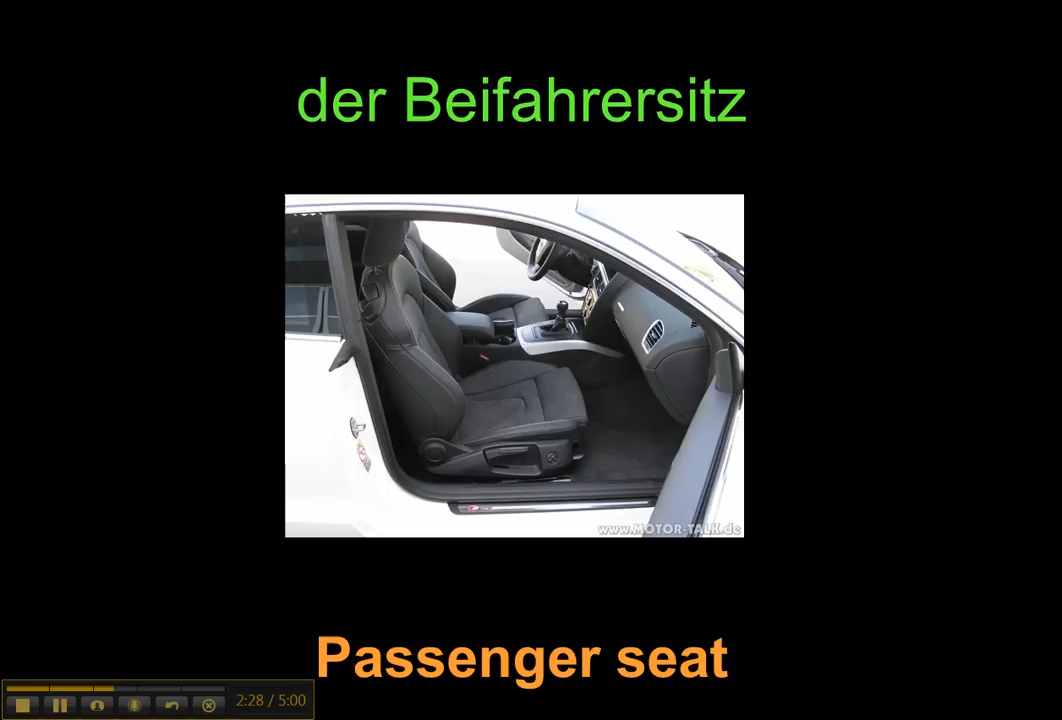 der Beifahrersitz
www.MOTOR-TALK.de
Passenger seat
2:28 / 5:00